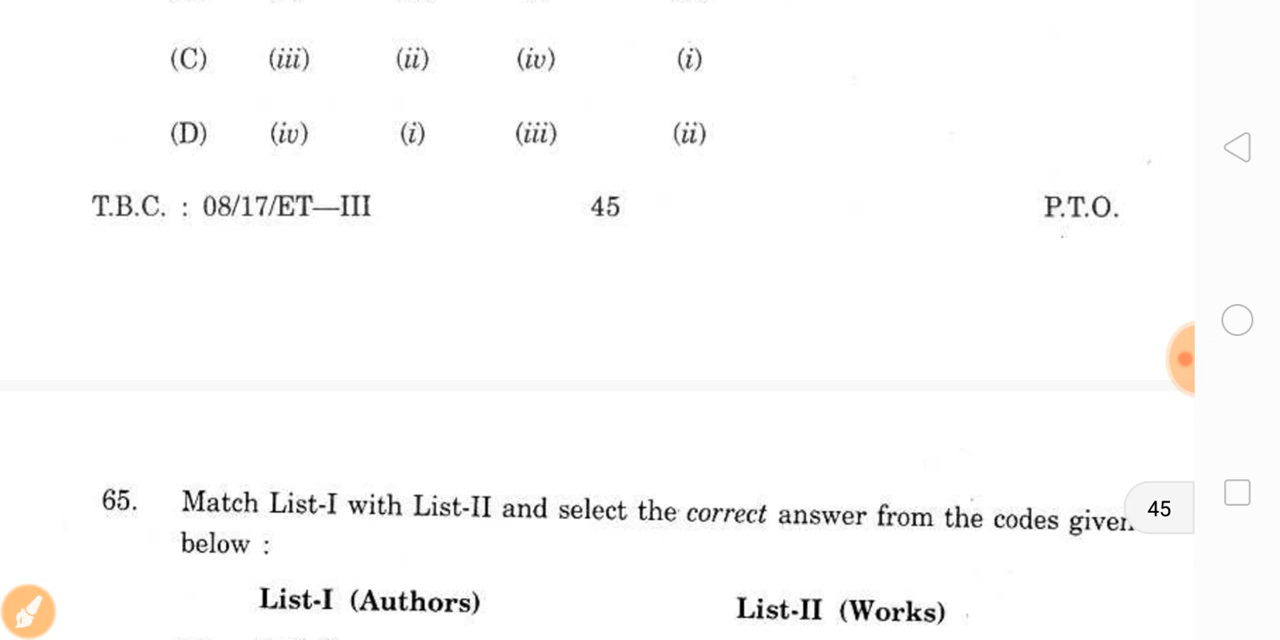 (C) (iii) (ii) (iv) (i)
(D) (iv) (i) (iii) (ii)
T.B.C. : 08/17/ET—III 45 P.T.O.
65. Match List-I with List-II and select the correct answer from the codes given
below :
45
List-I (Authors) List-II (Works)